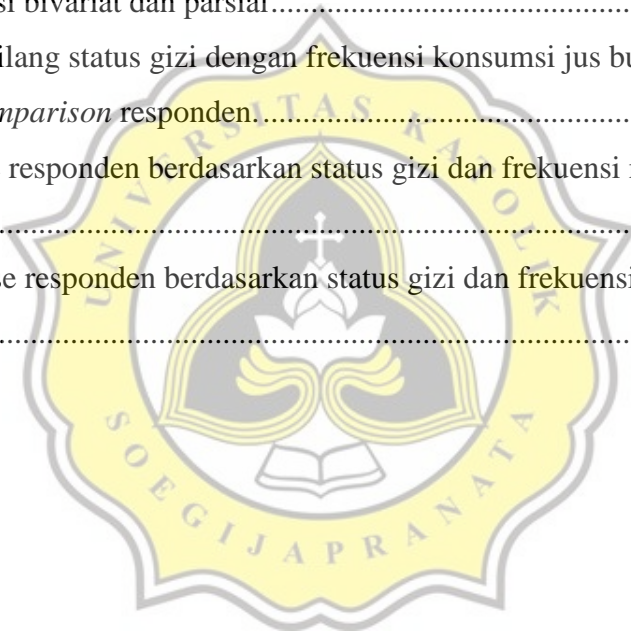 si bivariat dan parsial..........................................
ilang status gizi dengan frekuensi konsumsi jus bu
mparison responden..........................................
responden berdasarkan status gizi dan frekuensi
..........................................................................
se responden berdasarkan status gizi dan frekuensi
..........................................................................
UNIVERSITAS KATOLIK
SOEGIJAPRANATA